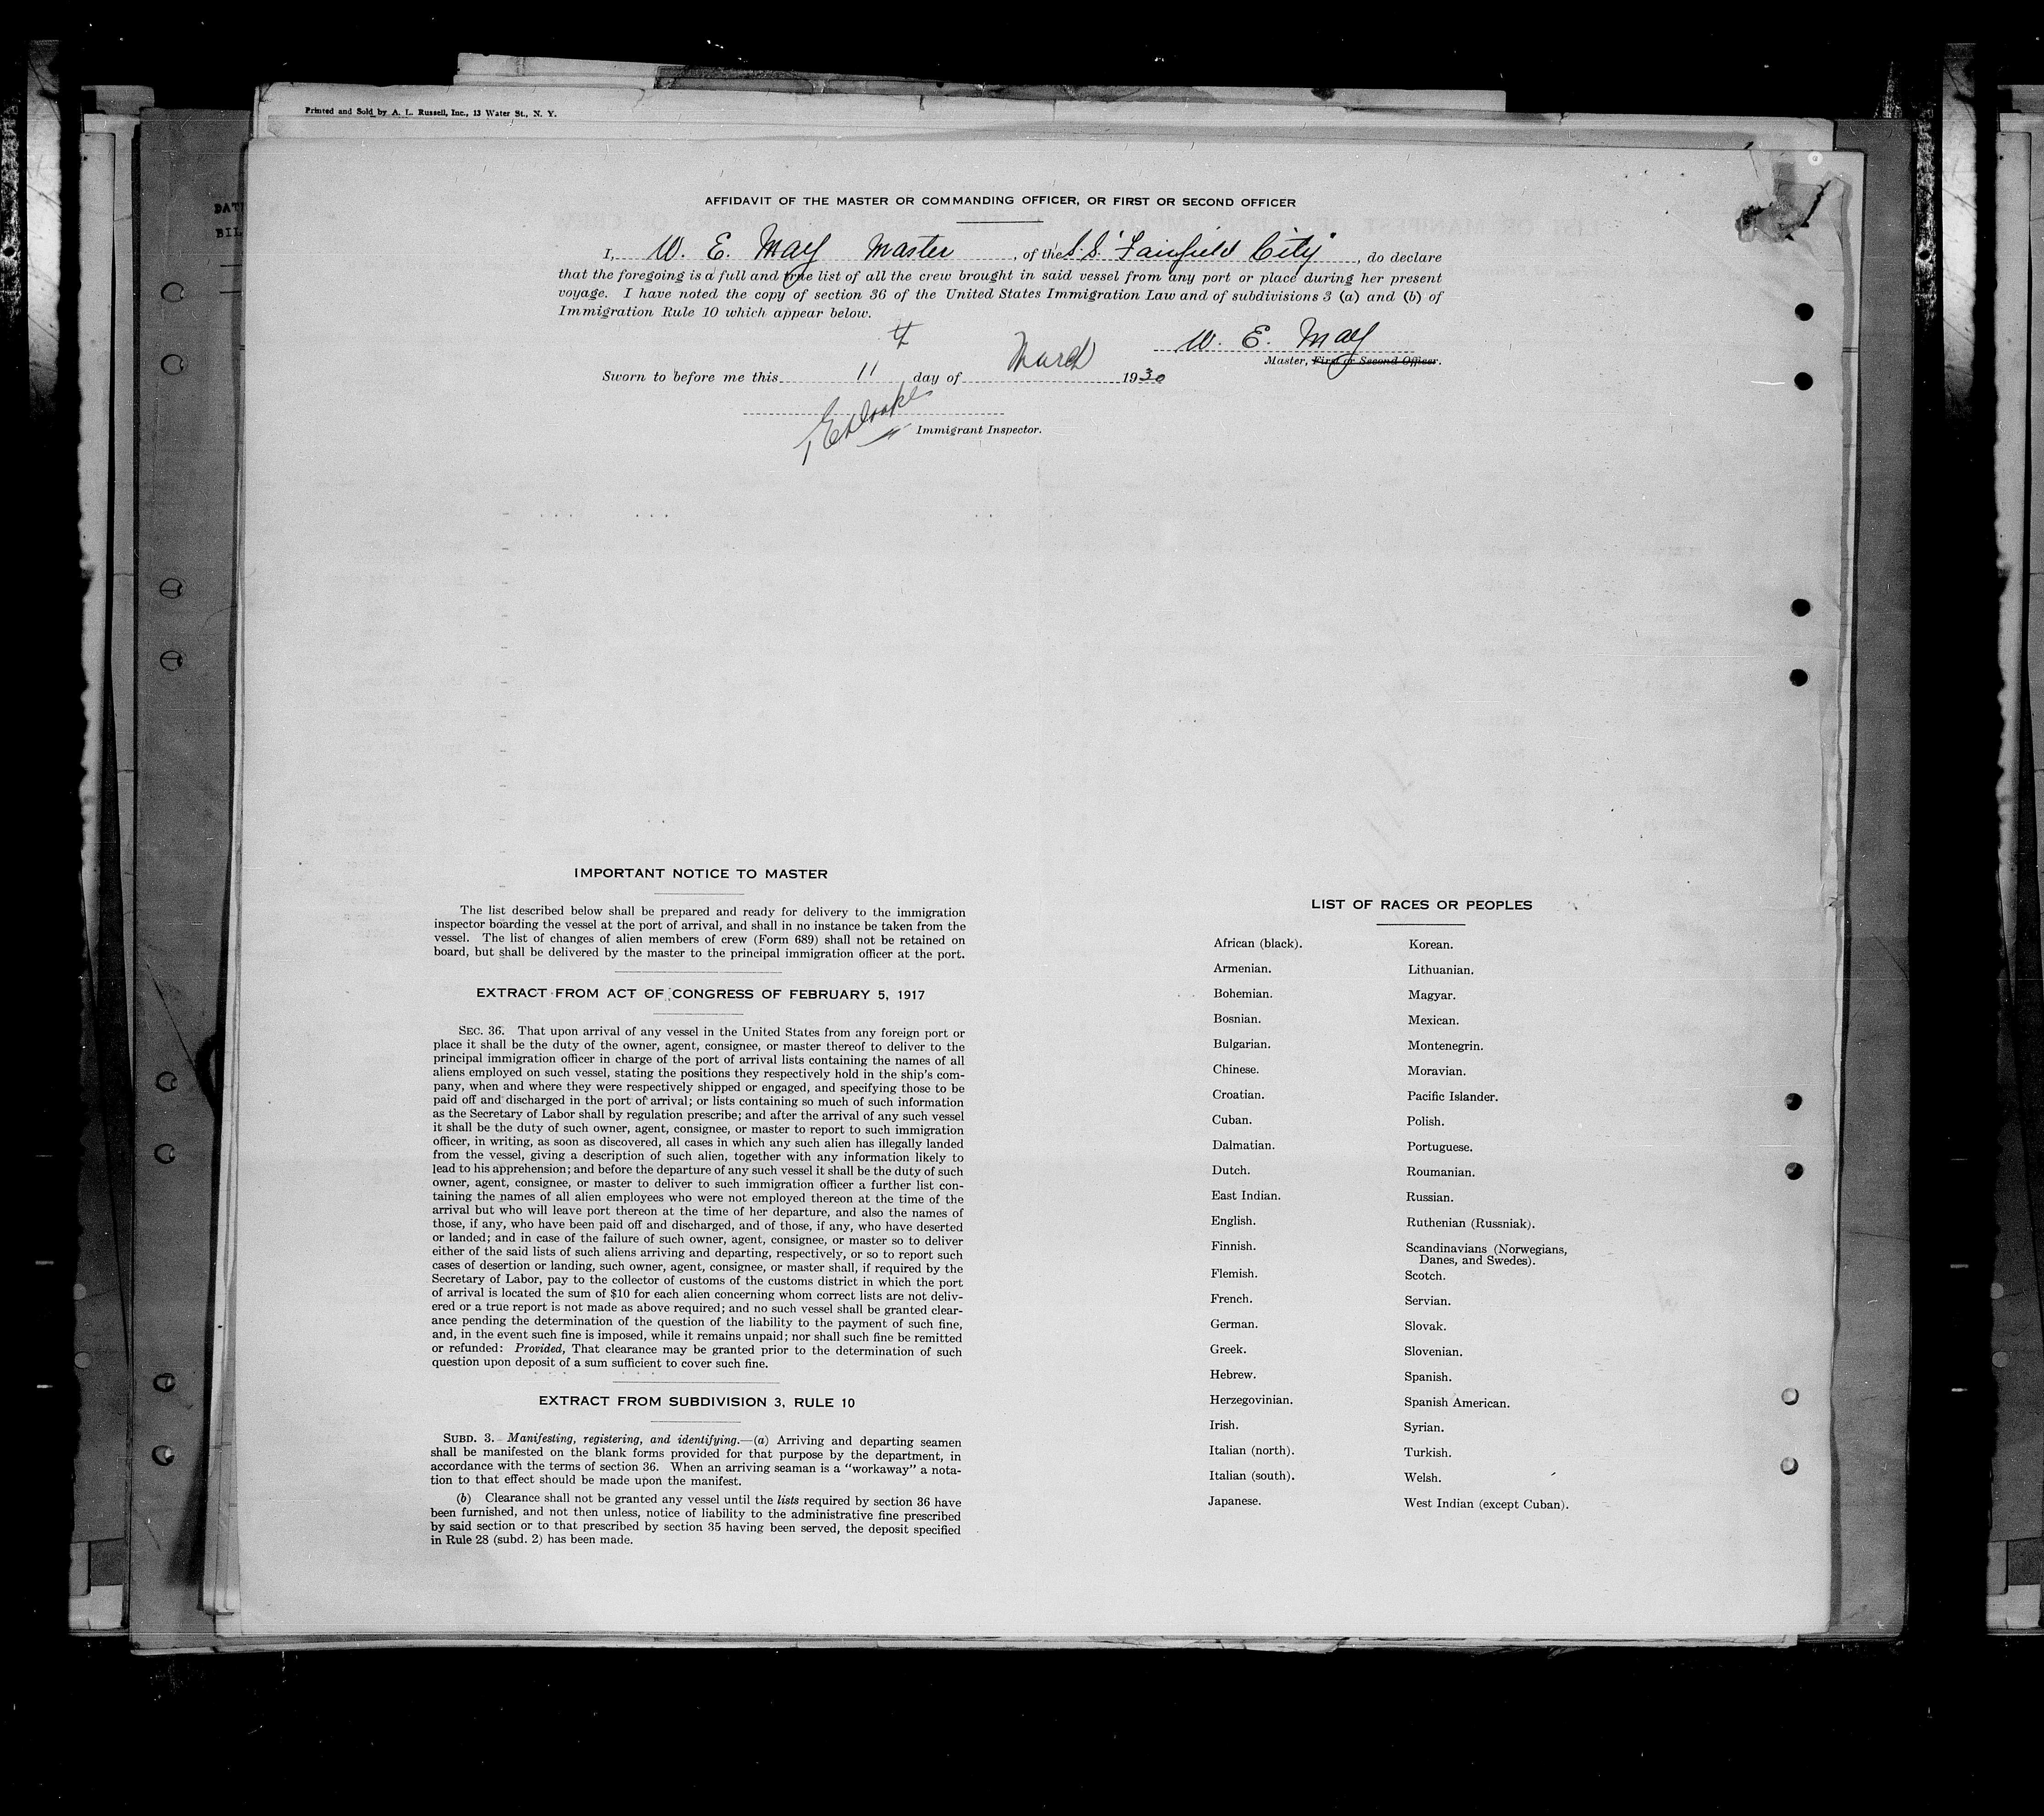 Printed and Sold by A. L. Russell, Inc., 13 Water St., N. Y.
DAT
BIL
AFFIDAVIT OF THE MASTER OR COMMANDING OFFICER, OR FIRST OR SECOND OFFICER
I, W. E. May Master, of the S.S. "Fairfield City", do declare
that the foregoing is a full and true list of all the crew brought in said vessel from any port or place during her present
voyage. I have noted the copy of section 36 of the United States Immigration Law and of subdivisions 3 (a) and (b) of
Immigration Rule 10 which appear below.
W. E. May
Master, First or Second Officer.
Sworn to before me this 11 day of March 1930
Immigrant Inspector.
IMPORTANT NOTICE TO MASTER
The list described below shall be prepared and ready for delivery to the immigration
inspector boarding the vessel at the port of arrival, and shall in no instance be taken from the
vessel. The list of changes of alien members of crew (Form 689) shall not be retained on
board, but shall be delivered by the master to the principal immigration officer at the port.
EXTRACT FROM ACT OF CONGRESS OF FEBRUARY 5, 1917
SEC. 36. That upon arrival of any vessel in the United States from any foreign port or
place it shall be the duty of the owner, agent, consignee, or master thereof to deliver to the
principal immigration officer in charge of the port of arrival lists containing the names of all
aliens employed on such vessel, stating the positions they respectively hold in the ship's com-
pany, when and where they were respectively shipped or engaged, and specifying those to be
paid off and discharged in the port of arrival; or lists containing so much of such information
as the Secretary of Labor shall by regulation prescribe; and after the arrival of any such vessel
it shall be the duty of such owner, agent, consignee, or master to report to such immigration
officer, in writing, as soon as discovered, all cases in which any such alien has illegally landed
from the vessel, giving a description of such alien, together with any information likely to
lead to his apprehension; and before the departure of any such vessel it shall be the duty of such
owner, agent, consignee, or master to deliver to such immigration officer a further list con-
taining the names of all alien employees who were not employed thereon at the time of the
arrival but who will leave port thereon at the time of her departure, and also the names of
those, if any, who have been paid off and discharged, and of those, if any, who have deserted
or landed; and in case of the failure of such owner, agent, consignee, or master so to deliver
either of the said lists of such aliens arriving and departing, respectively, or so to report such
cases of desertion or landing, such owner, agent, consignee, or master shall, if required by the
Secretary of Labor, pay to the collector of customs of the customs district in which the port
of arrival is located the sum of $10 for each alien concerning whom correct lists are not deliv-
ered or a true report is not made as above required; and no such vessel shall be granted clear-
ance pending the determination of the question of the liability to the payment of such fine,
and, in the event such fine is imposed, while it remains unpaid; nor shall such fine be remitted
or refunded: Provided, That clearance may be granted prior to the determination of such
question upon deposit of a sum sufficient to cover such fine.
EXTRACT FROM SUBDIVISION 3, RULE 10
SUBD. 3. Manifesting, registering, and identifying.—(a) Arriving and departing seamen
shall be manifested on the blank forms provided for that purpose by the department, in
accordance with the terms of section 36. When an arriving seaman is a "workaway" a nota-
tion to that effect should be made upon the manifest.
(b) Clearance shall not be granted any vessel until the lists required by section 36 have
been furnished, and not then unless, notice of liability to the administrative fine prescribed
by said section or to that prescribed by section 35 having been served, the deposit specified
in Rule 28 (subd. 2) has been made.
LIST OF RACES OR PEOPLES
African (black).
Armenian.
Bohemian.
Bosnian.
Bulgarian.
Chinese.
Croatian.
Cuban.
Dalmatian.
Dutch.
East Indian.
English.
Finnish.
Flemish.
French.
German.
Greek.
Hebrew.
Herzegovinian.
Irish.
Italian (north).
Italian (south).
Japanese.
Korean.
Lithuanian.
Magyar.
Mexican.
Montenegrin.
Moravian.
Pacific Islander.
Polish.
Portuguese.
Roumanian.
Russian.
Ruthenian (Russniak).
Scandinavians (Norwegians,
Danes, and Swedes).
Scotch.
Servian.
Slovak.
Slovenian.
Spanish.
Spanish American.
Syrian.
Turkish.
Welsh.
West Indian (except Cuban).